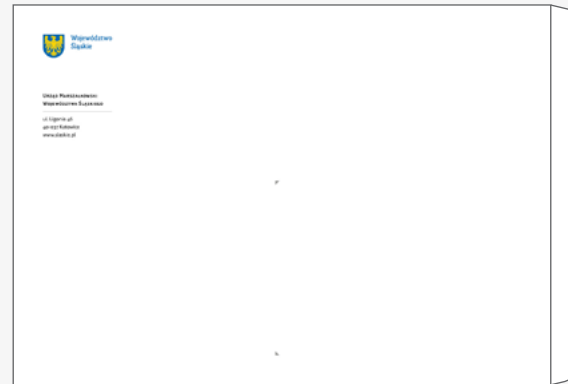 Województwo
Śląskie
Urząd Marszałkowski
Województwa Śląskiego
ul. Ligonia 46
40-037 Katowice
www.slaskie.pl